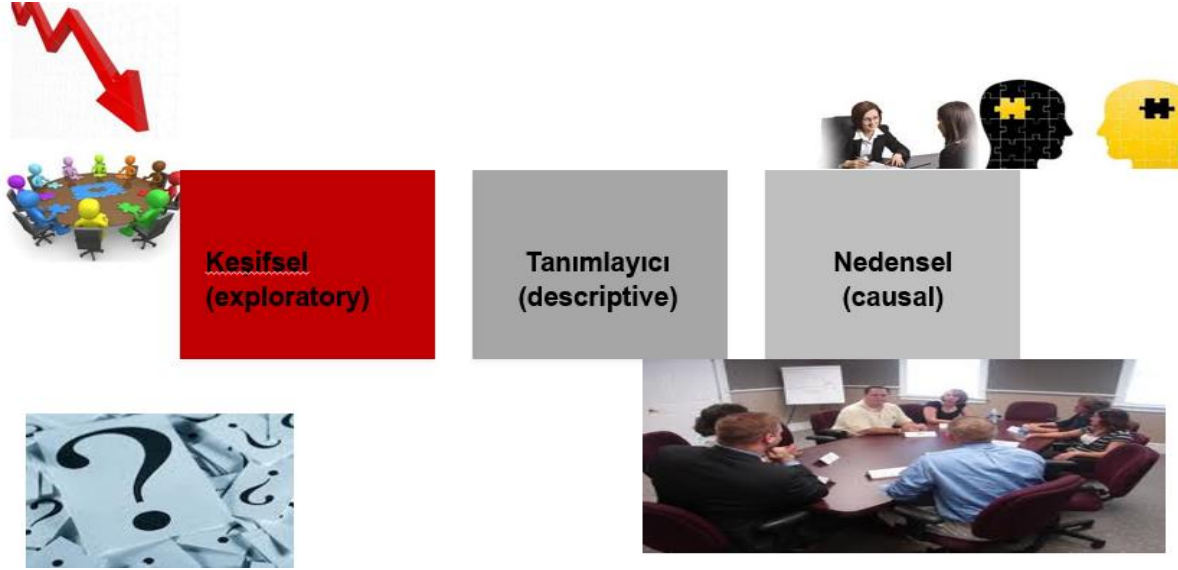 Kesifsel
(exploratory)
Tanımlayıcı
(descriptive)
Nedensel
(causal)